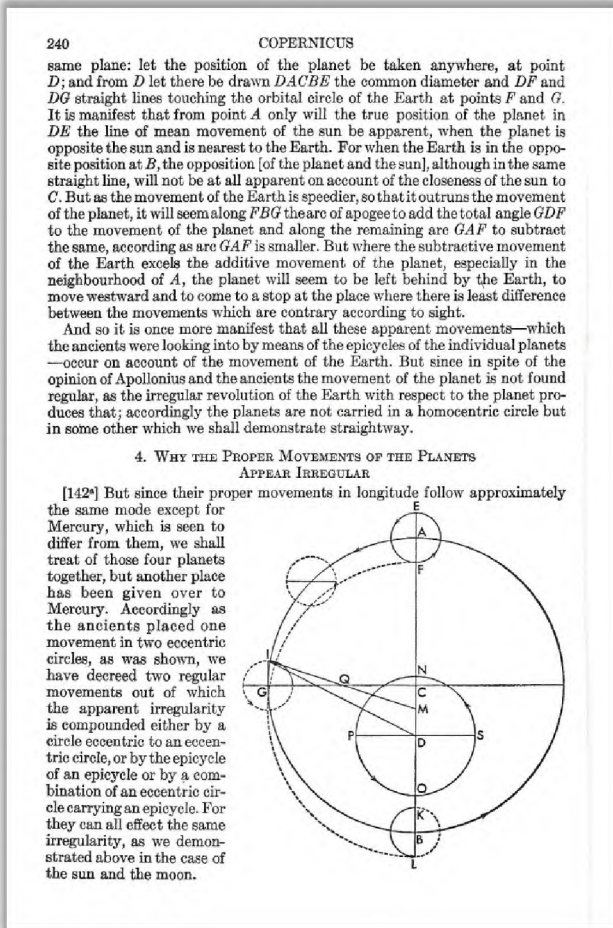 240
COPERNICUS
same plane: let the position of the planet be taken anywhere, at point
D; and from D let there be drawn DACBE the common diameter and DF and
DG straight lines touching the orbital circle of the Earth at points F and G.
It is manifest that from point A only will the true position of the planet in
DE the line of mean movement of the sun be apparent, when the planet is
opposite the sun and is nearest to the Earth. For when the Earth is in the oppo-
site position at B, the opposition [of the planet and the sun], although in the same
straight line, will not be at all apparent on account of the closeness of the sun to
C. But as the movement of the Earth is speedier, so that it outruns the movement
of the planet, it will seem along FBG the arc of apogee to add the total angle GDF
to the movement of the planet and along the remaining arc GAF to subtract
the same, according as arc GAF is smaller. But where the subtractive movement
of the Earth excels the additive movement of the planet, especially in the
neighbourhood of A, the planet will seem to be left behind by the Earth, to
move westward and to come to a stop at the place where there is least difference
between the movements which are contrary according to sight.
And so it is once more manifest that all these apparent movements—which
the ancients were looking into by means of the epicycles of the individual planets
—occur on account of the movement of the Earth. But since in spite of the
opinion of Apollonius and the ancients the movement of the planet is not found
regular, as the irregular revolution of the Earth with respect to the planet pro-
duces that; accordingly the planets are not carried in a homocentric circle but
in some other which we shall demonstrate straightway.
4. WHY THE PROPER MOVEMENTS OF THE PLANETS
APPEAR IRREGULAR
[142ª] But since their proper movements in longitude follow approximately
the same mode except for
Mercury, which is seen to
differ from them, we shall
treat of those four planets
together, but another place
has been given over to
Mercury. Accordingly as
the ancients placed one
movement in two eccentric
circles, as was shown, we
have decreed two regular
movements out of which
the apparent irregularity
is compounded either by a
circle eccentric to an eccen-
tric circle, or by the epicycle
of an epicycle or by a com-
bination of an eccentric cir-
cle carrying an epicycle. For
they can all effect the same
irregularity, as we demon-
strated above in the case of
the sun and the moon.
E
A
F
I
N
Q
G
C
M
P
D
S
O
K
B
L